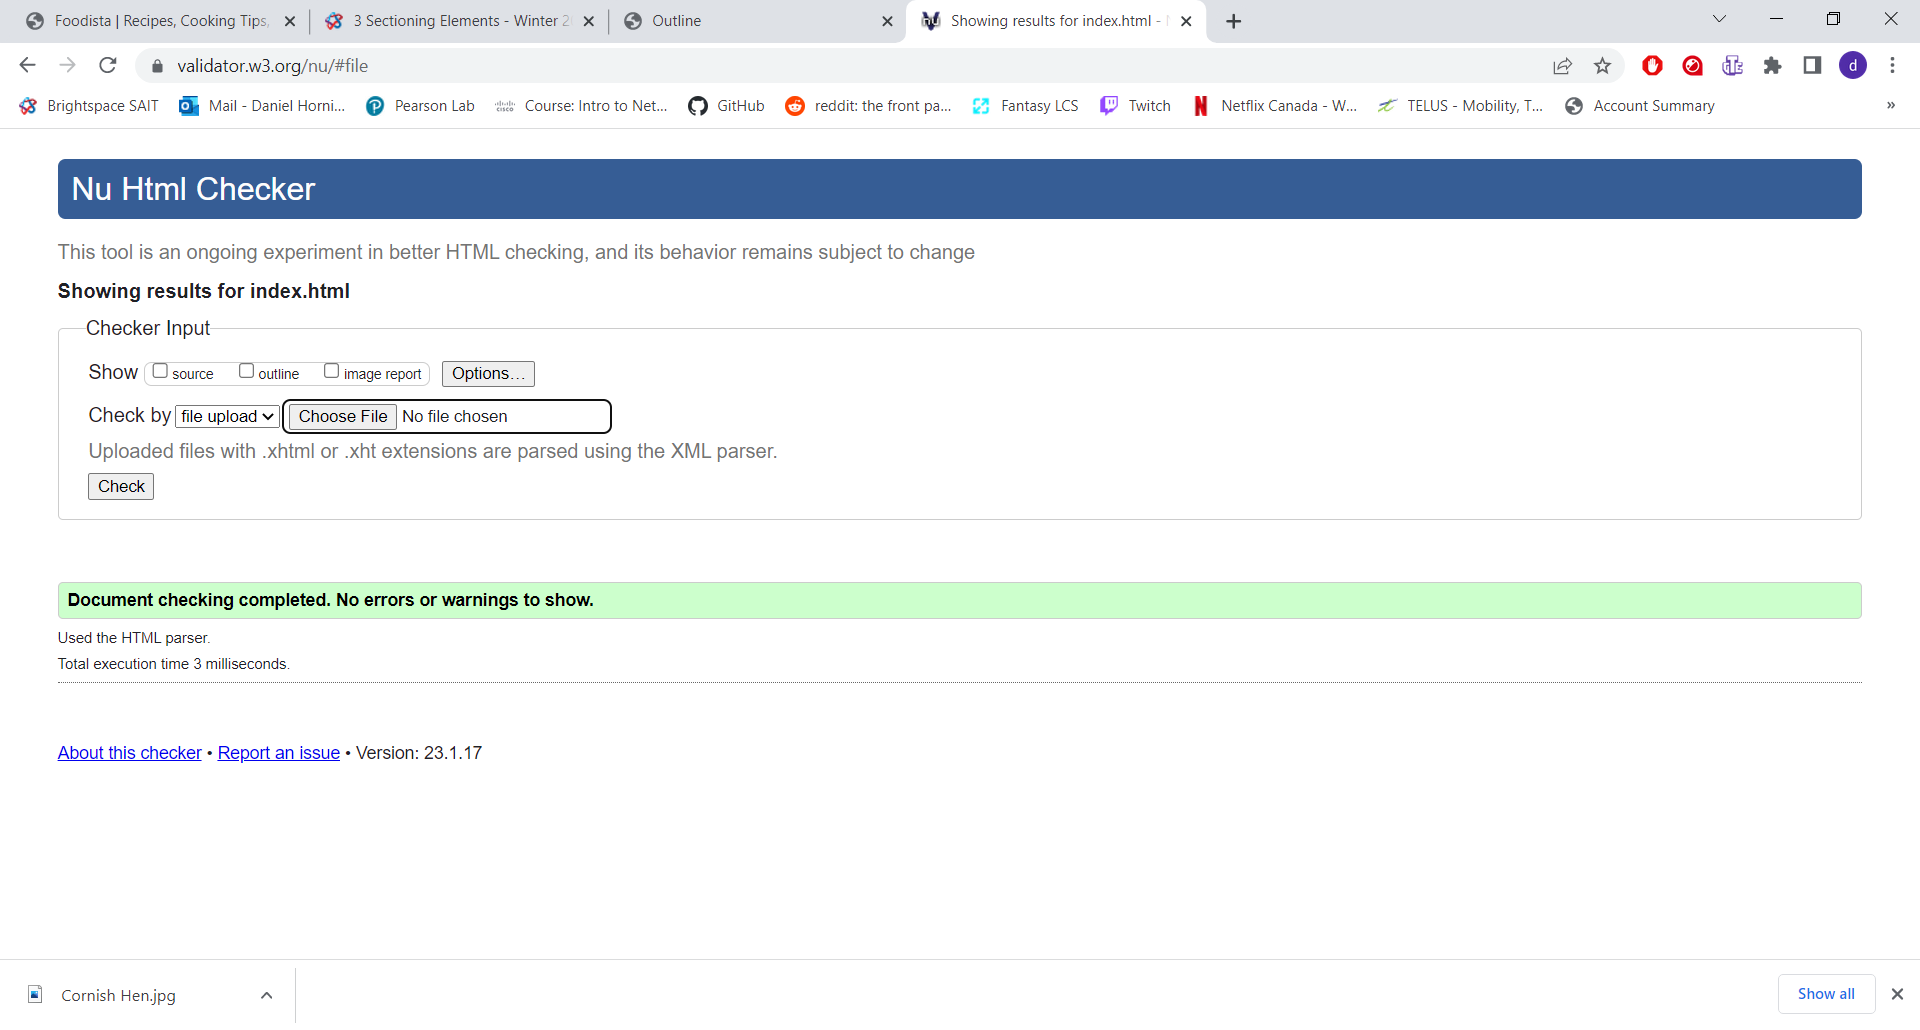 Foodista | Recipes, Cooking Tips,
3 Sectioning Elements - Winter 2
Outline
Showing results for index.html -
validator.w3.org/nu/#file
d
Brightspace SAIT
Mail - Daniel Horni...
Pearson Lab
Course: Intro to Net...
GitHub
reddit: the front pa...
Fantasy LCS
Twitch
Netflix Canada - W...
TELUS - Mobility, T...
Account Summary
»
Nu Html Checker
This tool is an ongoing experiment in better HTML checking, and its behavior remains subject to change
Showing results for index.html
Checker Input
Show source outline image report Options...
Check by file upload Choose File No file chosen
Uploaded files with .xhtml or .xht extensions are parsed using the XML parser.
Check
Document checking completed. No errors or warnings to show.
Used the HTML parser.
Total execution time 3 milliseconds.
About this checker • Report an issue • Version: 23.1.17
Cornish Hen.jpg
Show all